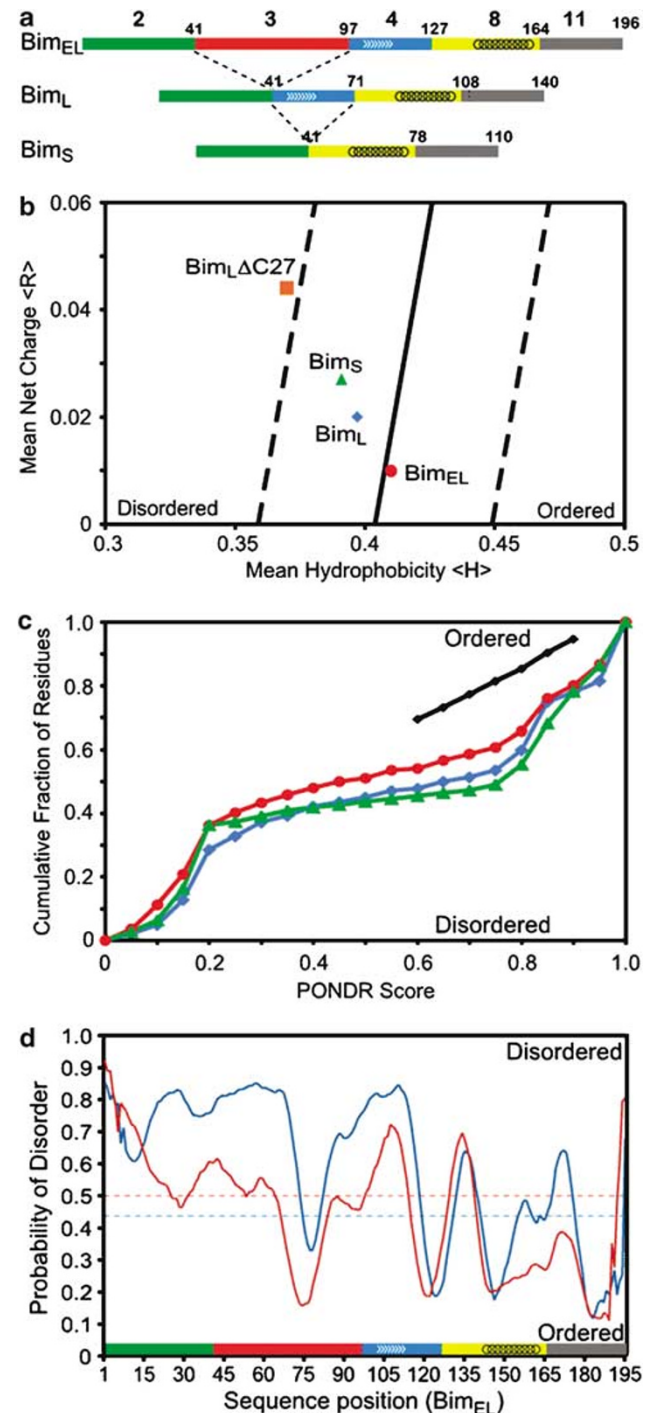 a
2 3 4 8 11
Bim_EL 41 97 127 164 196
Bim_L 41 71 108 140
Bim_S 41 78 110
b
0.06
0.04
0.02
0
Mean Net Charge <R>
Bim_LΔC27
Bim_S
Bim_L
Bim_EL
Disordered
Ordered
0.3 0.35 0.4 0.45 0.5
Mean Hydrophobicity <H>
c
1.0
0.8
0.6
0.4
0.2
0
Cumulative Fraction of Residues
Ordered
Disordered
0 0.2 0.4 0.6 0.8 1.0
PONDR Score
d
1.0
0.9
0.8
0.7
0.6
0.5
0.4
0.3
0.2
0.1
0
Probability of Disorder
Disordered
Ordered
1 15 30 45 60 75 90 105 120 135 150 165 180 195
Sequence position (Bim_EL)